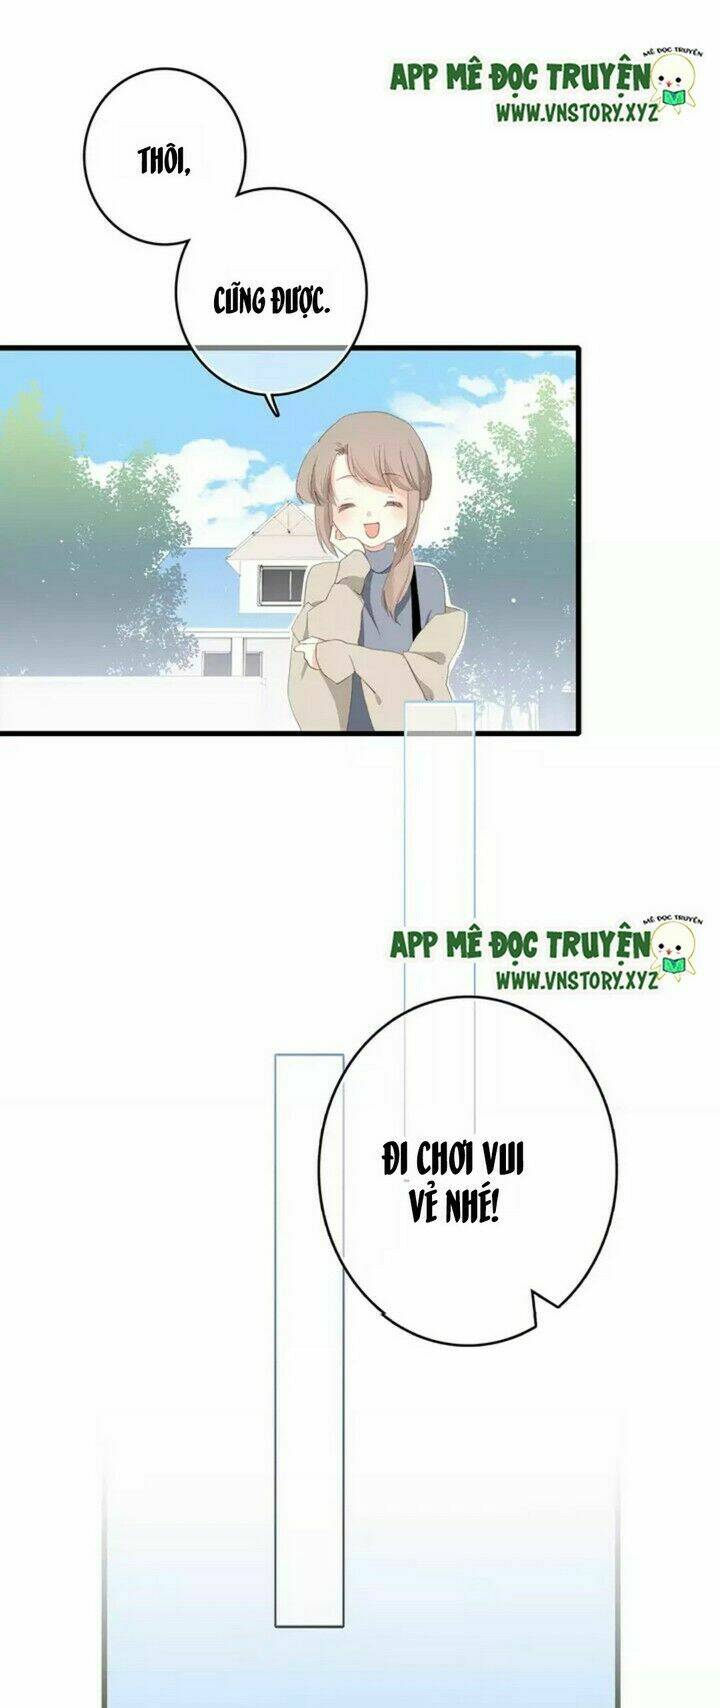 MÊ ĐỌC TRUYỆN
APP MÊ ĐỌC TRUYỆN
WWW.VNSTORY.XYZ
THÔI,
CŨNG ĐƯỢC.
MÊ ĐỌC TRUYỆN
APP MÊ ĐỌC TRUYỆN
WWW.VNSTORY.XYZ
ĐI CHƠI VUI
VẺ NHÉ!